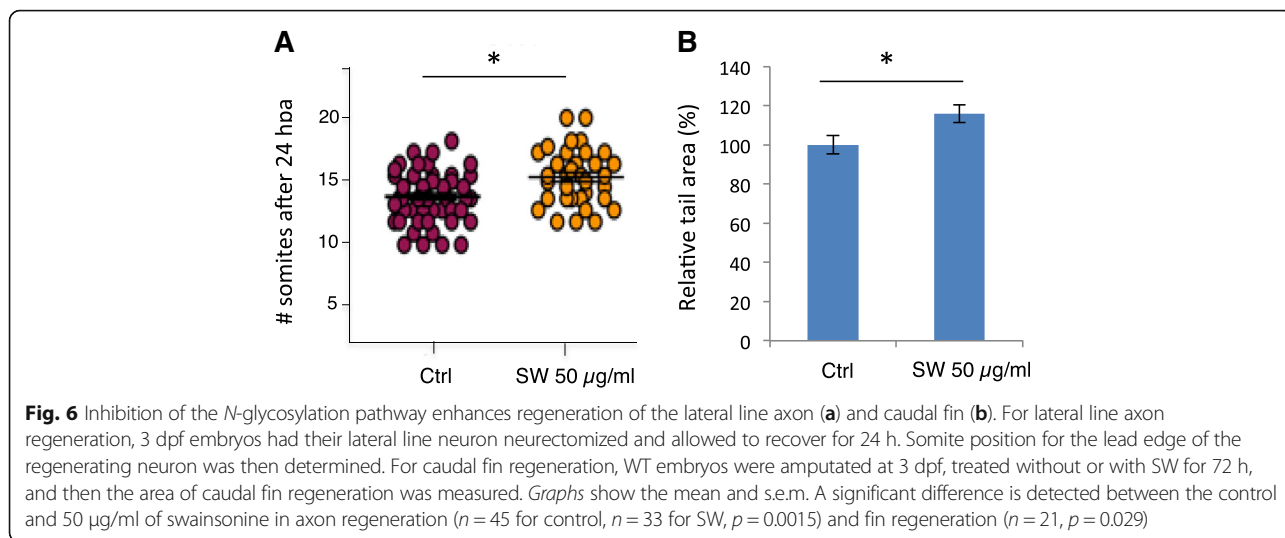 A
*
# somites after 24 hpa
20
15
10
5
Ctrl
SW 50 µg/ml
B
*
Relative tail area (%)
140
120
100
80
60
40
20
0
Ctrl
SW 50 µg/ml
Fig. 6 Inhibition of the N-glycosylation pathway enhances regeneration of the lateral line axon (a) and caudal fin (b). For lateral line axon
regeneration, 3 dpf embryos had their lateral line neuron neurectomized and allowed to recover for 24 h. Somite position for the lead edge of the
regenerating neuron was then determined. For caudal fin regeneration, WT embryos were amputated at 3 dpf, treated without or with SW for 72 h,
and then the area of caudal fin regeneration was measured. Graphs show the mean and s.e.m. A significant difference is detected between the control
and 50 μg/ml of swainsonine in axon regeneration (n = 45 for control, n = 33 for SW, p = 0.0015) and fin regeneration (n = 21, p = 0.029)